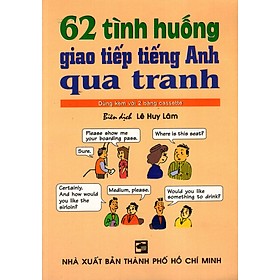 62 tình huống
giao tiếp tiếng Anh
qua tranh
Dùng kèm với 2 băng cassette
Biên dịch Lê Huy Lâm
Please show me
your boarding
pass.
Where is this seat?
Sure.
Certainly.
And how would
you like the
sirloin?
Medium, please.
Would you like
something to drink?
NHÀ XUẤT BẢN THÀNH PHỐ HỒ CHÍ MINH